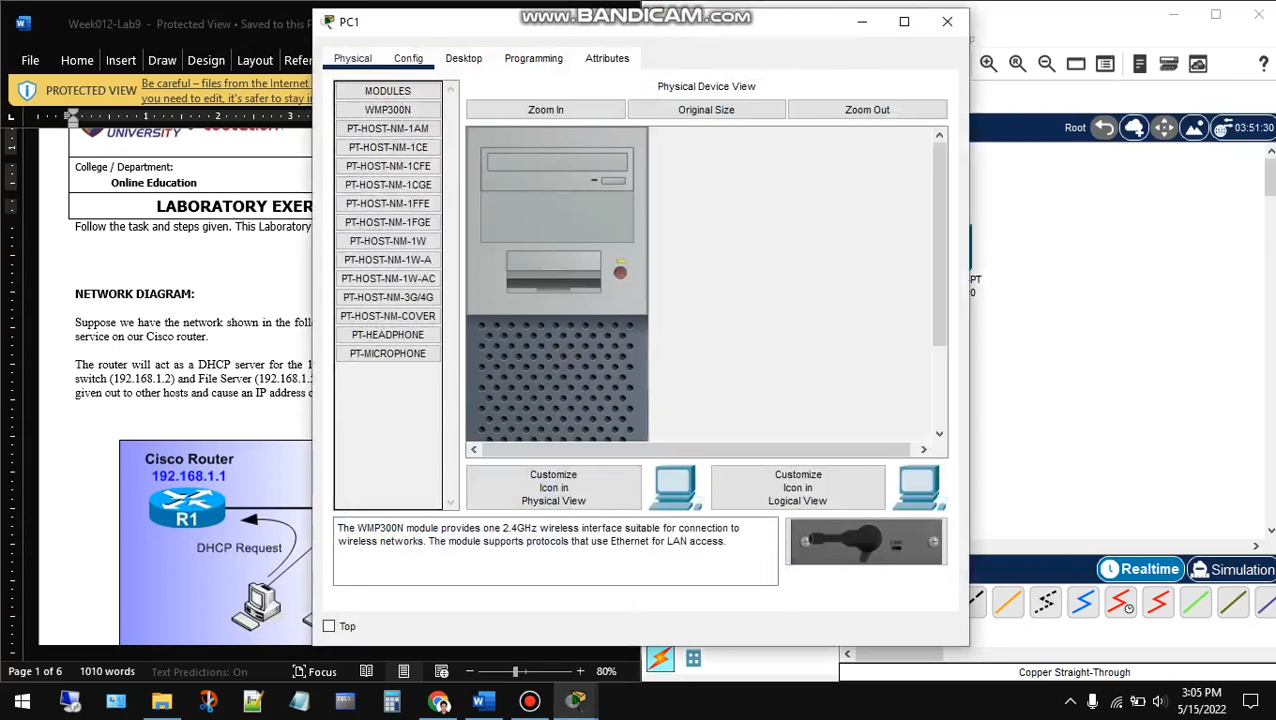 Week012-Lab9 - Protected View • Saved to this P
PC1
www.BANDICAM.com
File Home Insert Draw Design Layout Refer
Physical Config Desktop Programming Attributes
PROTECTED VIEW
Be careful – files from the Internet
you need to edit, it's safer to stay in
MODULES
WMP300N
PT-HOST-NM-1AM
PT-HOST-NM-1CE
PT-HOST-NM-1CFE
PT-HOST-NM-1CGE
PT-HOST-NM-1FFE
PT-HOST-NM-1FGE
PT-HOST-NM-1W
PT-HOST-NM-1W-A
PT-HOST-NM-1W-AC
PT-HOST-NM-3G/4G
PT-HOST-NM-COVER
PT-HEADPHONE
PT-MICROPHONE
Physical Device View
Zoom In Original Size Zoom Out
Root 03:51:30
1 2 3
UNIVERSITY
College / Department:
Online Education
LABORATORY EXER
Follow the task and steps given. This Laboratory
NETWORK DIAGRAM:
Suppose we have the network shown in the foll
service on our Cisco router.
The router will act as a DHCP server for the 1
switch (192.168.1.2) and File Server (192.168.1.
given out to other hosts and cause an IP address c
Cisco Router
192.168.1.1
R1
DHCP Request
PT
0
Customize
Icon in
Physical View
Customize
Icon in
Logical View
The WMP300N module provides one 2.4GHz wireless interface suitable for connection to
wireless networks. The module supports protocols that use Ethernet for LAN access.
LINK
Top
Realtime Simulation
Copper Straight-Through
Page 1 of 6 1010 words Text Predictions: On Focus 80%
3:05 PM
5/15/2022